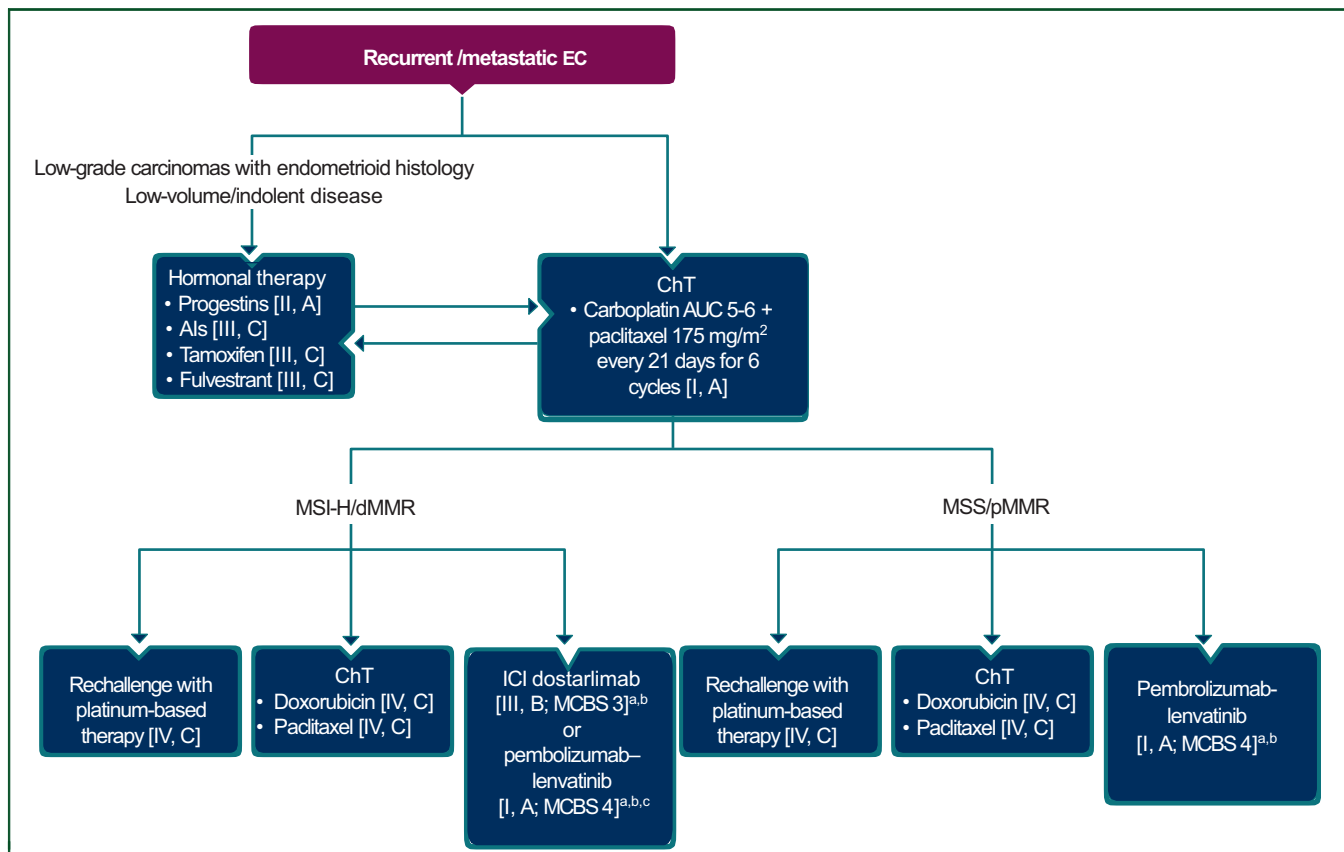 Recurrent /metastatic EC
Low-grade carcinomas with endometrioid histology
Low-volume/indolent disease
Hormonal therapy
• Progestins [II, A]
• AIs [III, C]
• Tamoxifen [III, C]
• Fulvestrant [III, C]
ChT
• Carboplatin AUC 5-6 +
paclitaxel 175 mg/m²
every 21 days for 6
cycles [I, A]
MSI-H/dMMR
MSS/pMMR
Rechallenge with
platinum-based
therapy [IV, C]
ChT
• Doxorubicin [IV, C]
• Paclitaxel [IV, C]
ICI dostarlimab
[III, B; MCBS 3]a,b
or
pembolizumab–
lenvatinib
[I, A; MCBS 4]a,b,c
Rechallenge with
platinum-based
therapy [IV, C]
ChT
• Doxorubicin [IV, C]
• Paclitaxel [IV, C]
Pembrolizumab-
lenvatinib
[I, A; MCBS 4]a,b